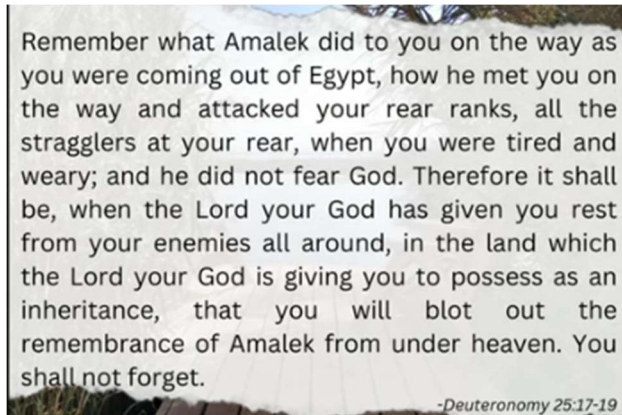 Remember what Amalek did to you on the way as
you were coming out of Egypt, how he met you on
the way and attacked your rear ranks, all the
stragglers at your rear, when you were tired and
weary; and he did not fear God. Therefore it shall
be, when the Lord your God has given you rest
from your enemies all around, in the land which
the Lord your God is giving you to possess as an
inheritance, that you will blot out the
remembrance of Amalek from under heaven. You
shall not forget.
-Deuteronomy 25:17-19